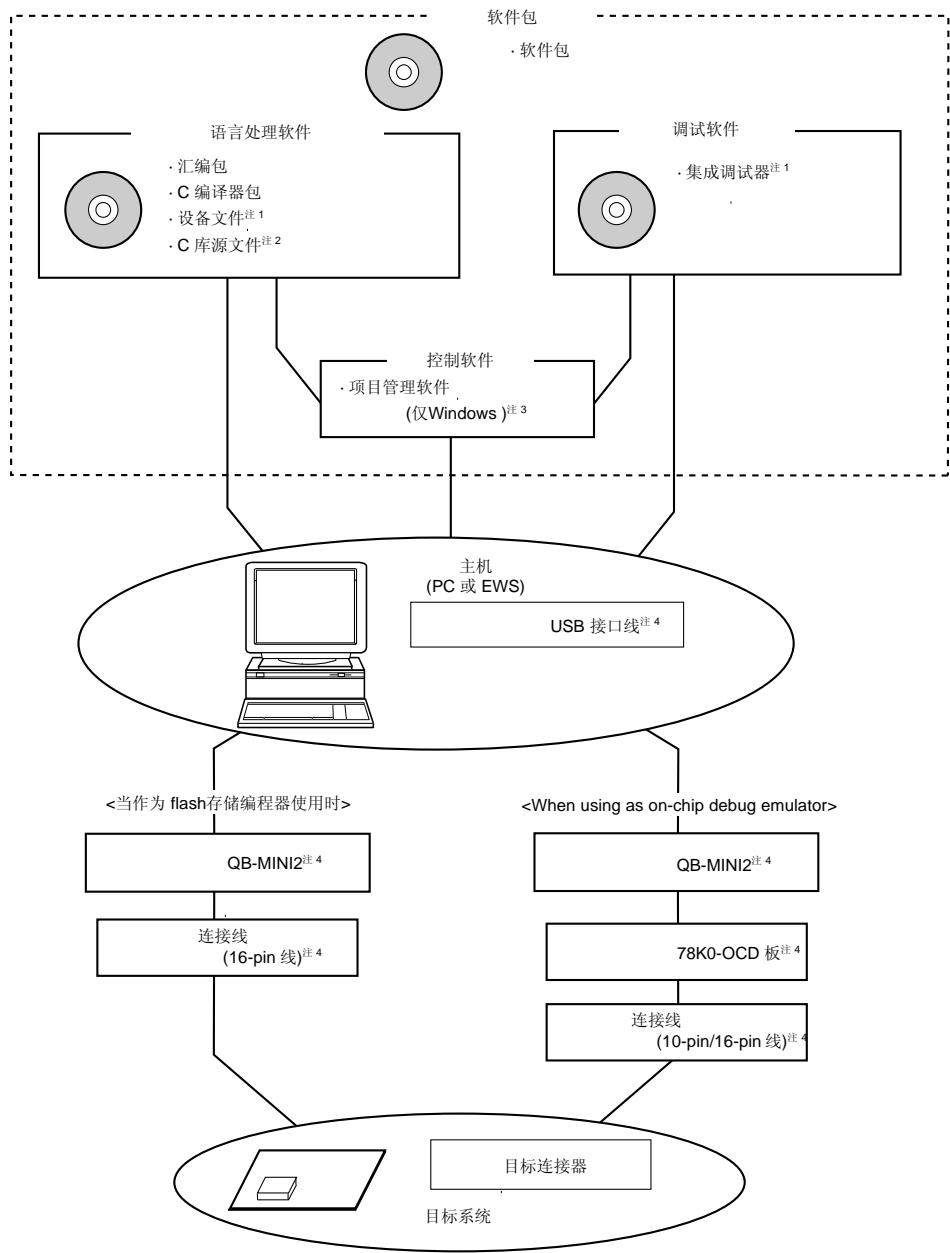 软件包
· 软件包
语言处理软件
· 汇编包
· C 编译器包
· 设备文件注 1
· C 库源文件注 2
调试软件
· 集成调试器注 1
控制软件
· 项目管理软件
(仅Windows )注 3
主机
(PC 或 EWS)
USB 接口线注 4
<当作为 flash存储编程器使用时>
QB-MINI2注 4
连接线
(16-pin 线)注 4
<When using as on-chip debug emulator>
QB-MINI2注 4
78K0-OCD 板注 4
连接线
(10-pin/16-pin 线)注 4
目标连接器
目标系统